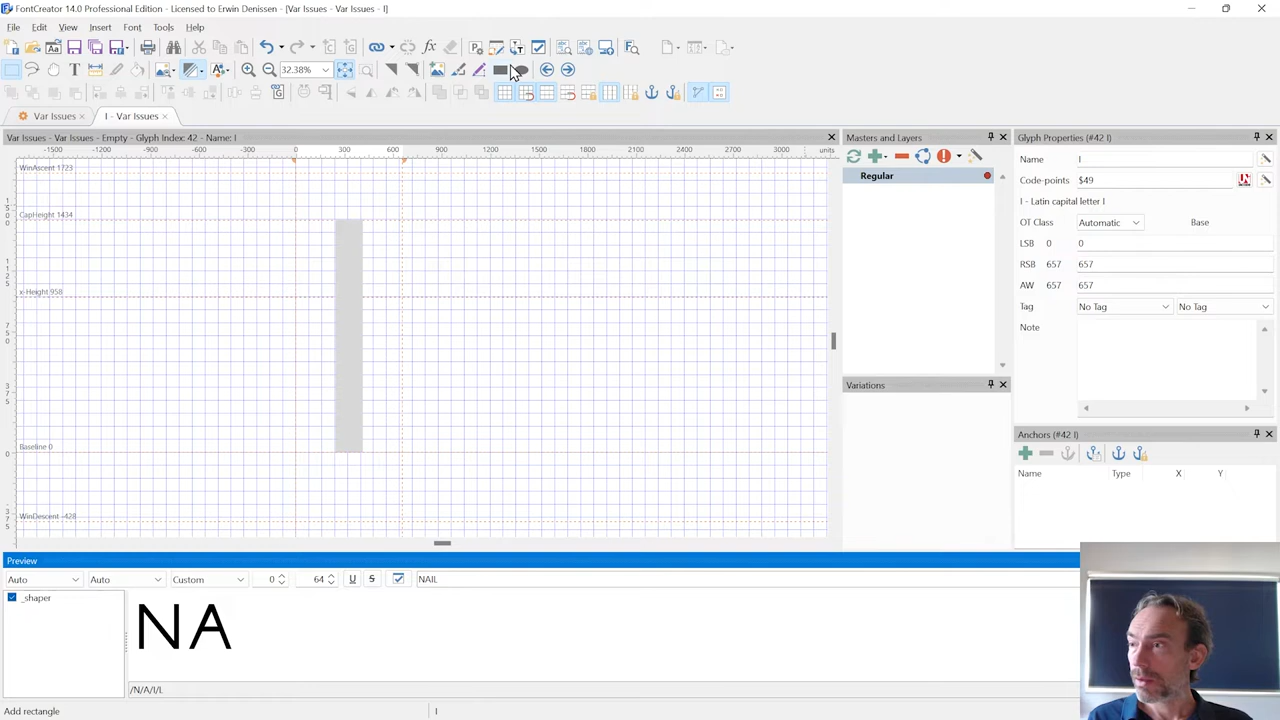 FontCreator 14.0 Professional Edition - Licensed to Erwin Denissen - [Var Issues - Var Issues - I]
File Edit View Insert Font Tools Help
32.38%
Var Issues
I - Var Issues
Var Issues - Var Issues - Empty - Glyph Index: 42 - Name: I
-1500 -1200 -900 -600 -300 0 300 600 900 1200 1500 1800 2100 2400 2700 3000 units
WinAscent 1723
CapHeight 1434
x-Height 958
Baseline 0
WinDescent -428
Masters and Layers
Regular
Variations
Glyph Properties (#42 I)
Name I
Code-points $49
I - Latin capital letter I
OT Class Automatic Base
LSB 0 0
RSB 657 657
AW 657 657
Tag No Tag No Tag
Note
Anchors (#42 I)
Name Type X Y
Preview
Auto Auto Custom 0 64 U S NAIL
_shaper
NA
/N/A/I/L
Add rectangle I